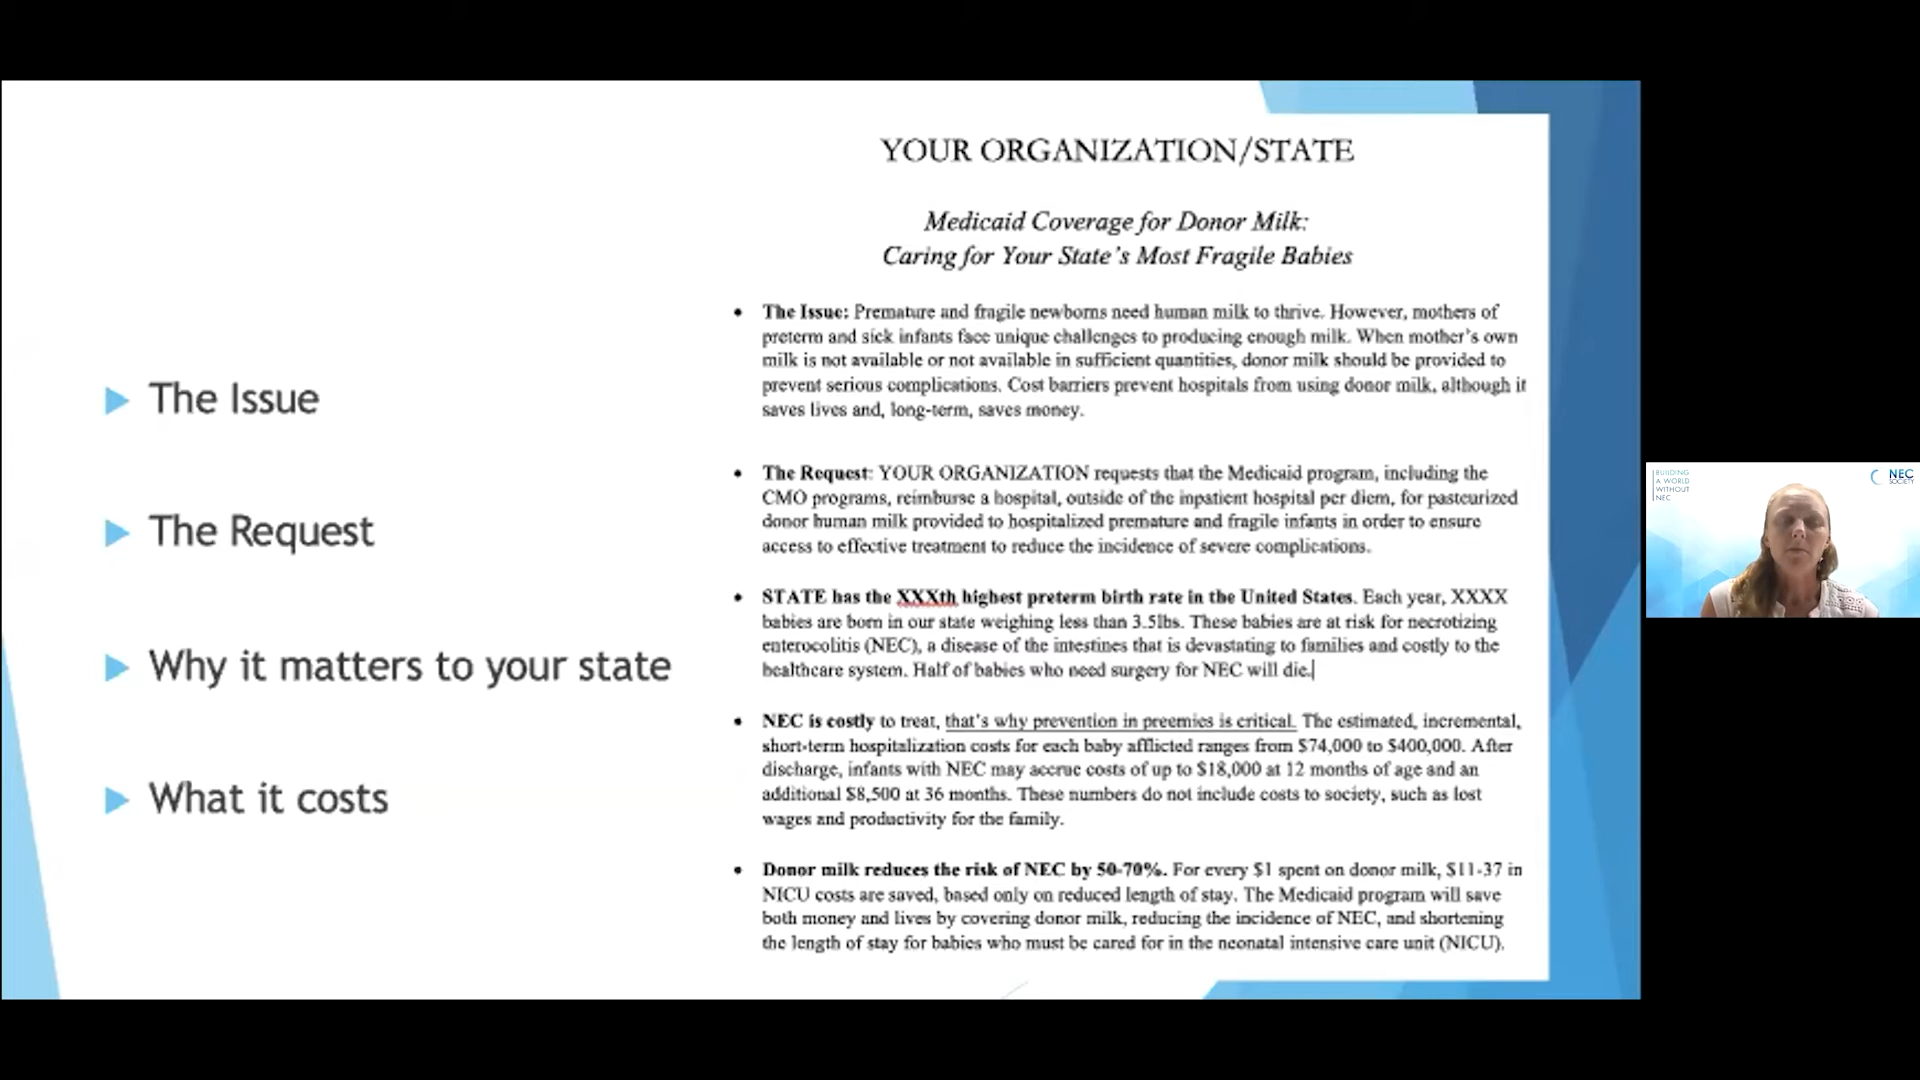 The Issue
The Request
Why it matters to your state
What it costs
YOUR ORGANIZATION/STATE
Medicaid Coverage for Donor Milk:
Caring for Your State's Most Fragile Babies
• The Issue: Premature and fragile newborns need human milk to thrive. However, mothers of
preterm and sick infants face unique challenges to producing enough milk. When mother's own
milk is not available or not available in sufficient quantities, donor milk should be provided to
prevent serious complications. Cost barriers prevent hospitals from using donor milk, although it
saves lives and, long-term, saves money.
• The Request: YOUR ORGANIZATION requests that the Medicaid program, including the
CMO programs, reimburse a hospital, outside of the inpatient hospital per diem, for pasteurized
donor human milk provided to hospitalized premature and fragile infants in order to ensure
access to effective treatment to reduce the incidence of severe complications.
• STATE has the XXXth highest preterm birth rate in the United States. Each year, XXXX
babies are born in our state weighing less than 3.5lbs. These babies are at risk for necrotizing
enterocolitis (NEC), a disease of the intestines that is devastating to families and costly to the
healthcare system. Half of babies who need surgery for NEC will die.
• NEC is costly to treat, that's why prevention in preemies is critical. The estimated, incremental,
short-term hospitalization costs for each baby afflicted ranges from $74,000 to $400,000. After
discharge, infants with NEC may accrue costs of up to $18,000 at 12 months of age and an
additional $8,500 at 36 months. These numbers do not include costs to society, such as lost
wages and productivity for the family.
• Donor milk reduces the risk of NEC by 50-70%. For every $1 spent on donor milk, $11-37 in
NICU costs are saved, based only on reduced length of stay. The Medicaid program will save
both money and lives by covering donor milk, reducing the incidence of NEC, and shortening
the length of stay for babies who must be cared for in the neonatal intensive care unit (NICU).
BUILDING
A WORLD
WITHOUT
NEC
NEC
SOCIETY